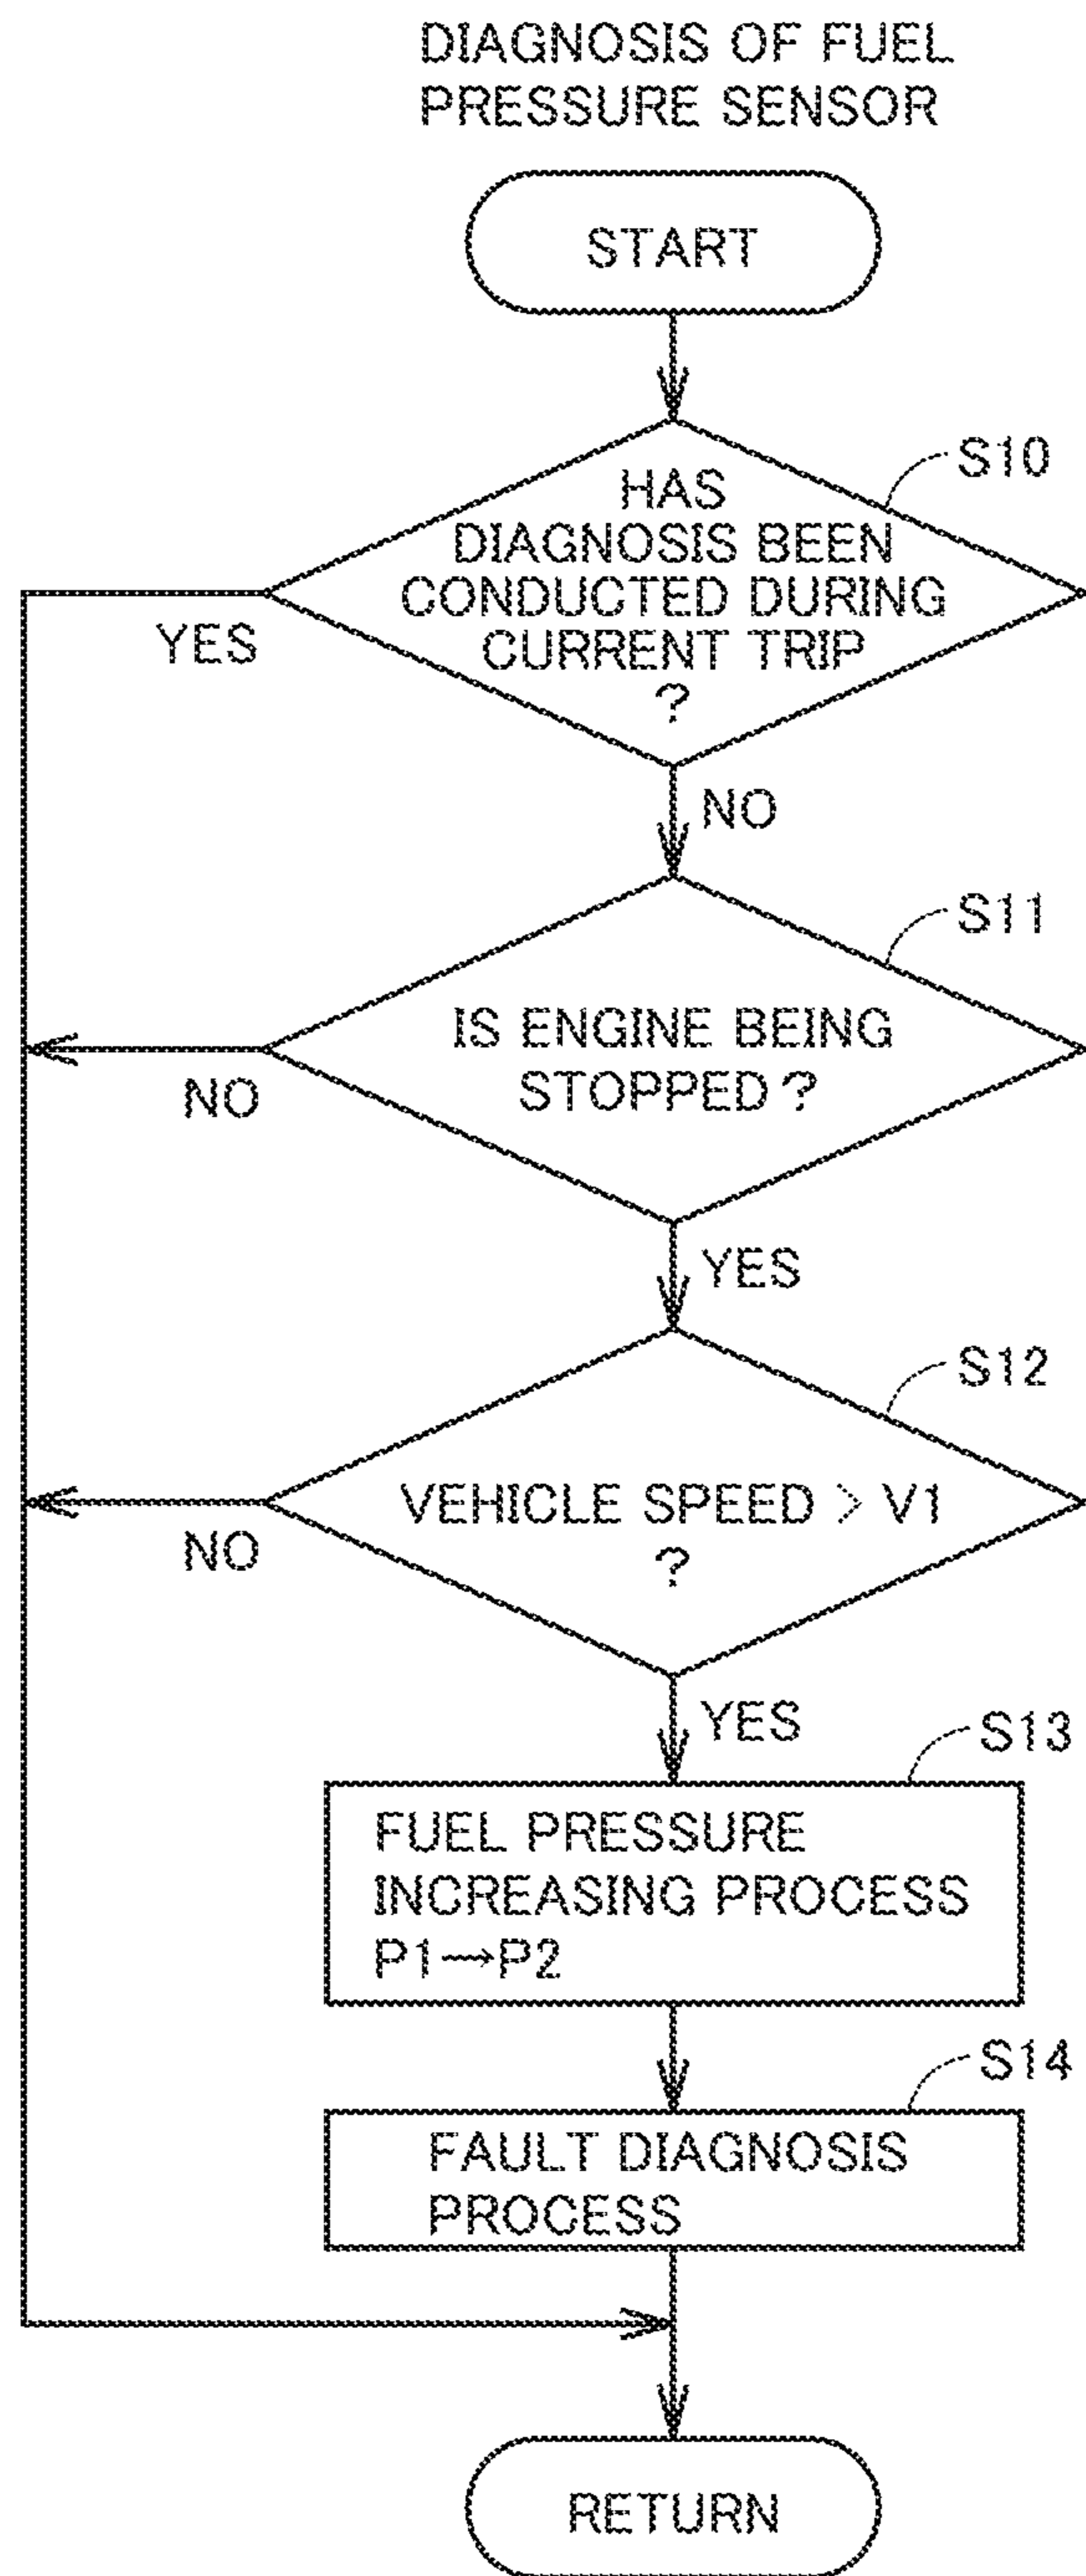 DIAGNOSIS OF FUEL
PRESSURE SENSOR
START
S10
HAS
DIAGNOSIS BEEN
CONDUCTED DURING
CURRENT TRIP
?
YES
NO
S11
IS ENGINE BEING
STOPPED ?
NO
YES
S12
VEHICLE SPEED > V1
?
NO
YES
S13
FUEL PRESSURE
INCREASING PROCESS
P1→P2
S14
FAULT DIAGNOSIS
PROCESS
RETURN